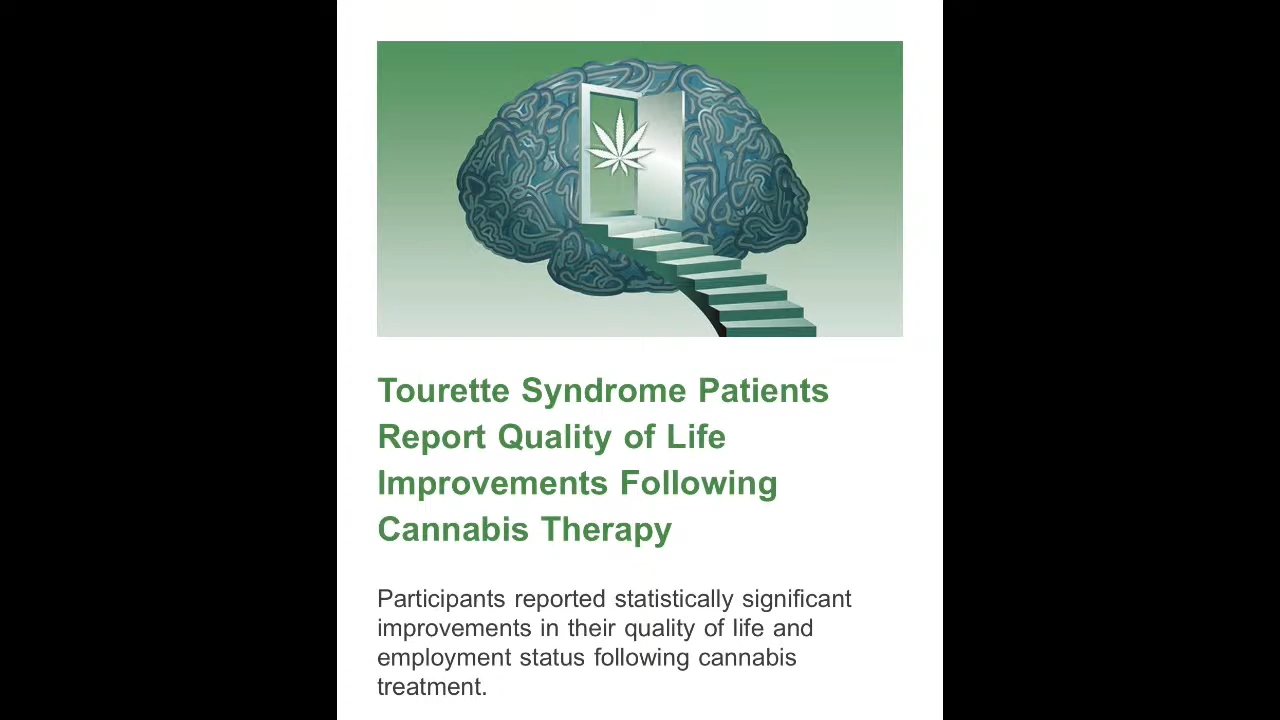 Tourette Syndrome Patients
Report Quality of Life
Improvements Following
Cannabis Therapy
Participants reported statistically significant
improvements in their quality of life and
employment status following cannabis
treatment.